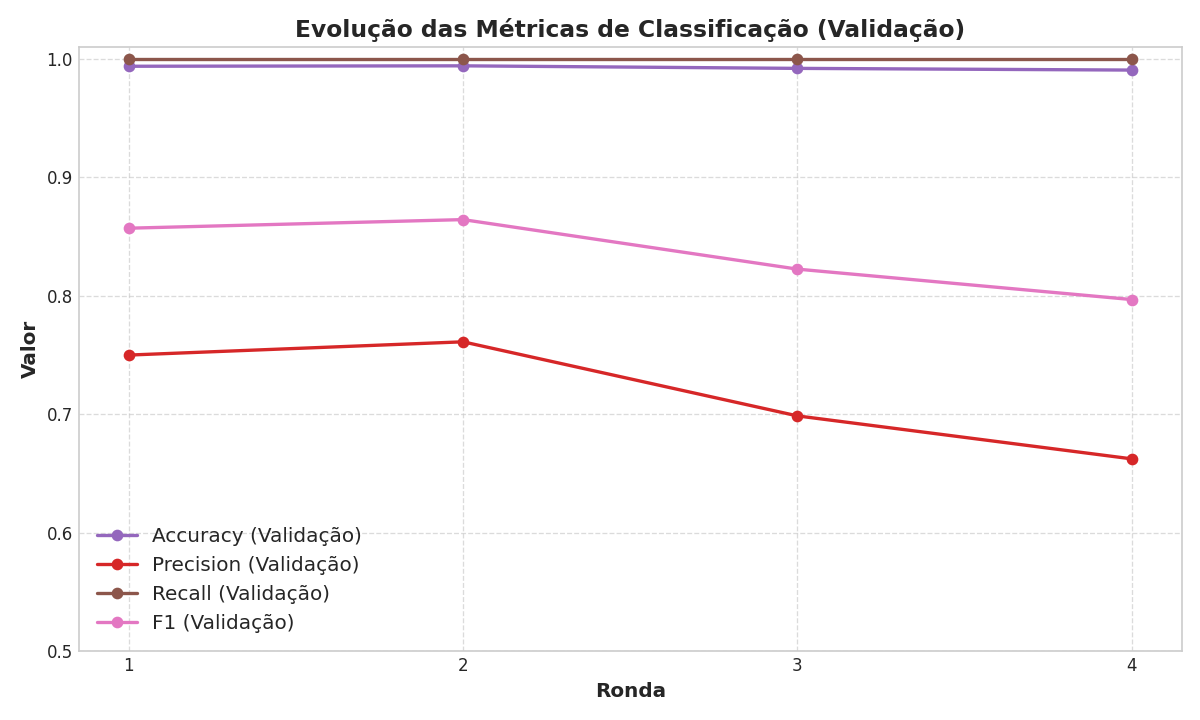 Evolução das Métricas de Classificação (Validação)
1.0
0.9
0.8
0.7
0.6
0.5
Valor
Accuracy (Validação)
Precision (Validação)
Recall (Validação)
F1 (Validação)
1 2 3 4
Ronda